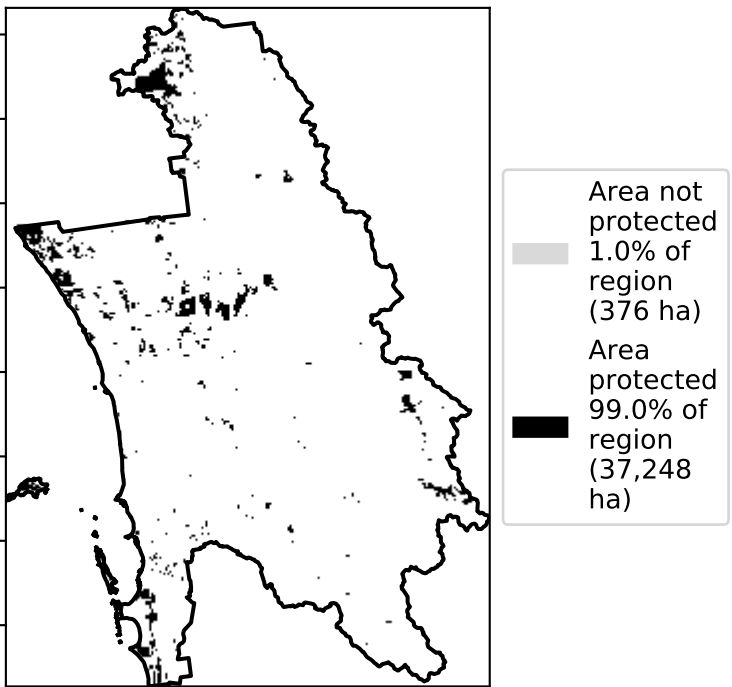 Area not
protected
1.0% of
region
(376 ha)
Area
protected
99.0% of
region
(37,248
ha)